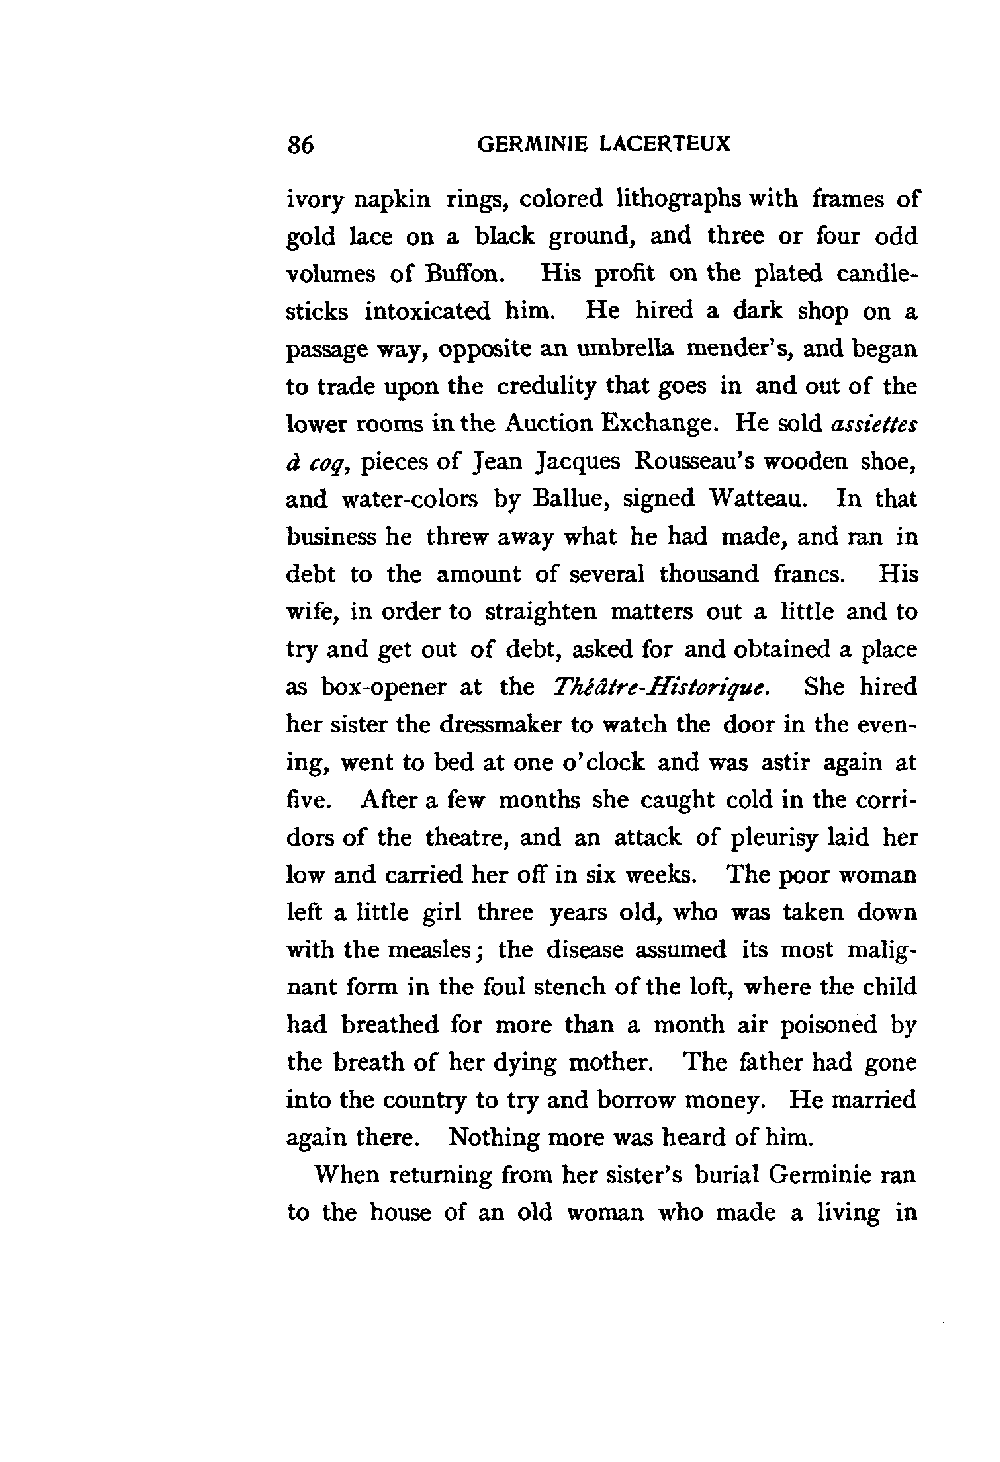 86 GERMINIE LACERTEUX
ivory napkin rings, colored lithographs with frames of
gold lace on a black ground, and three or four odd
volumes of Buffon. His profit on the plated candle-
sticks intoxicated him. He hired a dark shop on a
passage way, opposite an umbrella mender's, and began
to trade upon the credulity that goes in and out of the
lower rooms in the Auction Exchange. He sold assiettes
à coq, pieces of Jean Jacques Rousseau's wooden shoe,
and water-colors by Ballue, signed Watteau. In that
business he threw away what he had made, and ran in
debt to the amount of several thousand francs. His
wife, in order to straighten matters out a little and to
try and get out of debt, asked for and obtained a place
as box-opener at the Théâtre-Historique. She hired
her sister the dressmaker to watch the door in the even-
ing, went to bed at one o'clock and was astir again at
five. After a few months she caught cold in the corri-
dors of the theatre, and an attack of pleurisy laid her
low and carried her off in six weeks. The poor woman
left a little girl three years old, who was taken down
with the measles; the disease assumed its most malig-
nant form in the foul stench of the loft, where the child
had breathed for more than a month air poisoned by
the breath of her dying mother. The father had gone
into the country to try and borrow money. He married
again there. Nothing more was heard of him.
When returning from her sister's burial Germinie ran
to the house of an old woman who made a living in